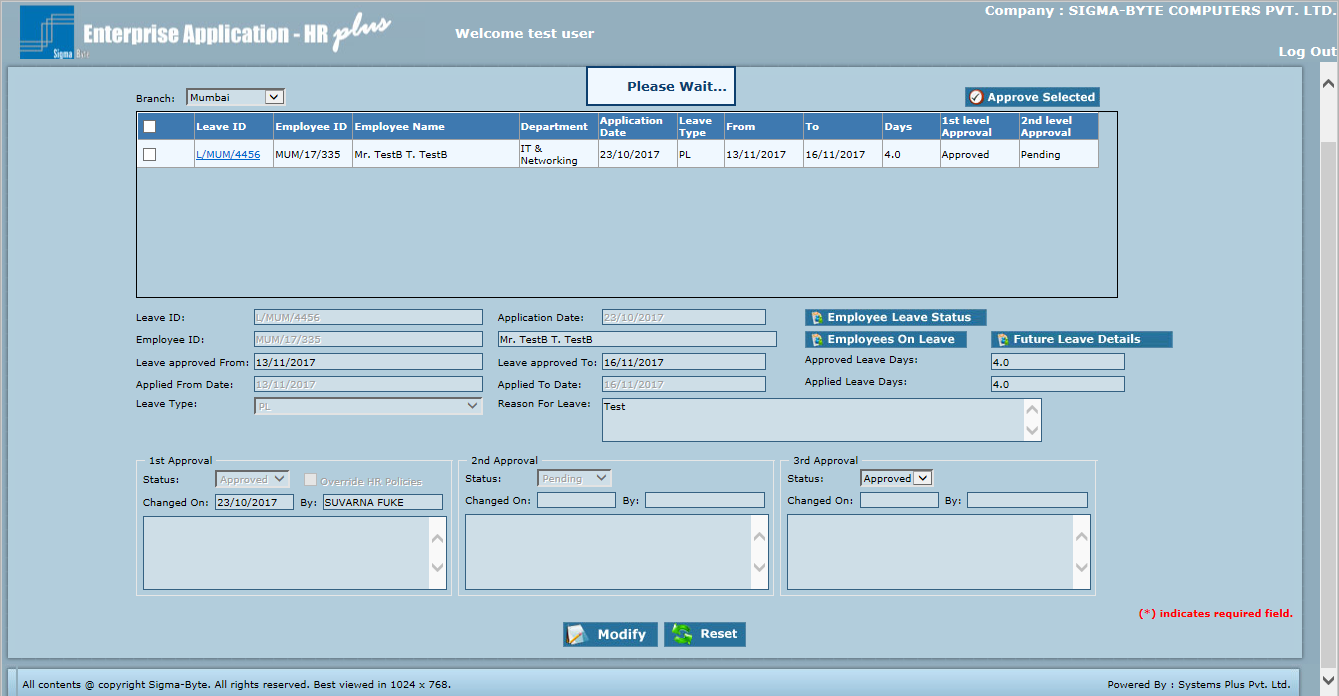 Company : SIGMA-BYTE COMPUTERS PVT. LTD.
Enterprise Application - HR plus
Sigma Byte
Welcome test user
Log Out
Please Wait...
Branch: Mumbai
Approve Selected
Leave ID Employee ID Employee Name Department Application Date Leave Type From To Days 1st level Approval 2nd level Approval
L/MUM/4456 MUM/17/335 Mr. TestB T. TestB IT & Networking 23/10/2017 PL 13/11/2017 16/11/2017 4.0 Approved Pending
Leave ID: L/MUM/4456 Application Date: 23/10/2017 Employee Leave Status
Employee ID: MUM/17/335 Mr. TestB T. TestB Employees On Leave Future Leave Details
Leave approved From: 13/11/2017 Leave approved To: 16/11/2017 Approved Leave Days: 4.0
Applied From Date: 13/11/2017 Applied To Date: 16/11/2017 Applied Leave Days: 4.0
Leave Type: PL Reason For Leave: Test
1st Approval 2nd Approval 3rd Approval
Status: Approved Override HR Policies Status: Pending Status: Approved
Changed On: 23/10/2017 By: SUVARNA FUKE Changed On: By: Changed On: By:
(*) indicates required field.
Modify Reset
All contents @ copyright Sigma-Byte. All rights reserved. Best viewed in 1024 x 768. Powered By : Systems Plus Pvt. Ltd.